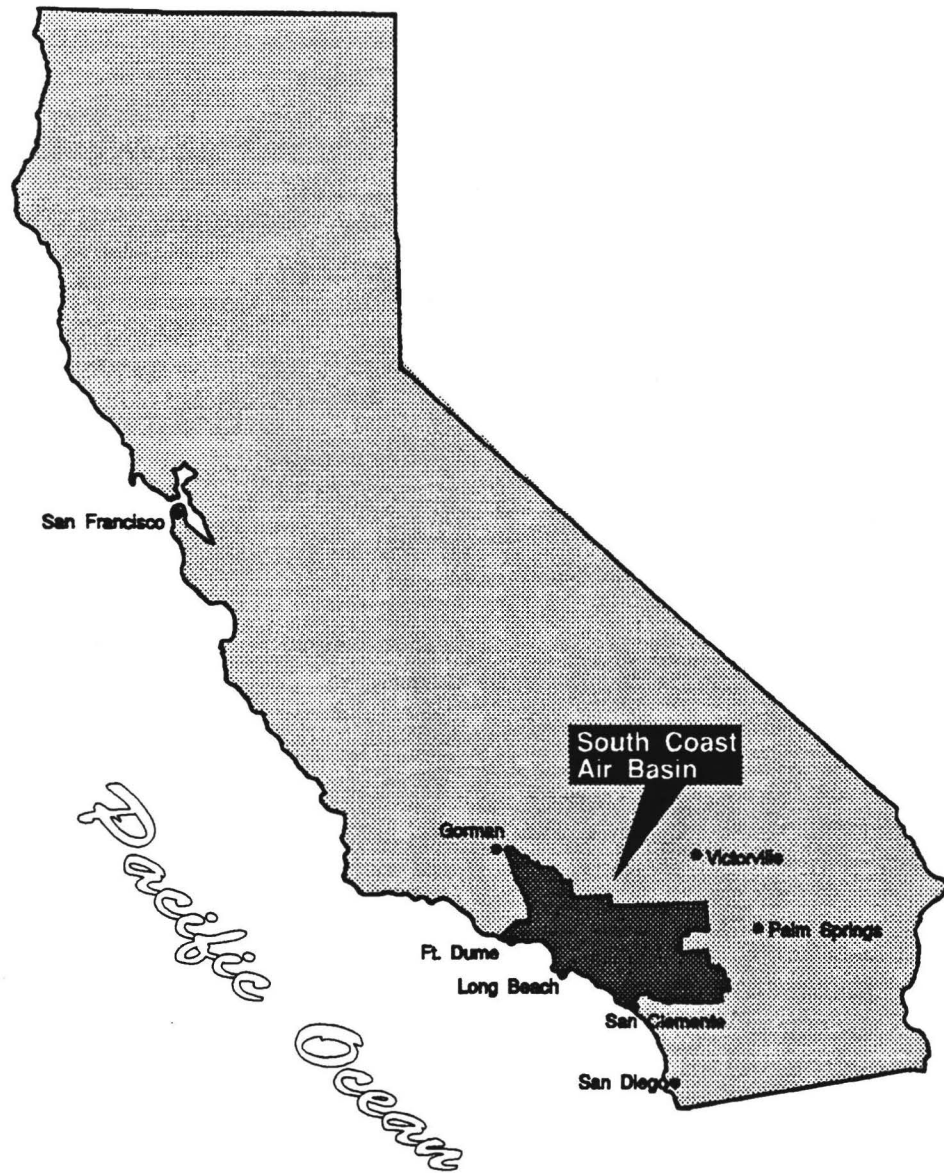 San Francisco
South Coast
Air Basin
Gorman
Victorville
Palm Springs
Pt. Dume
Long Beach
San Clemente
San Diego
Pacific Ocean